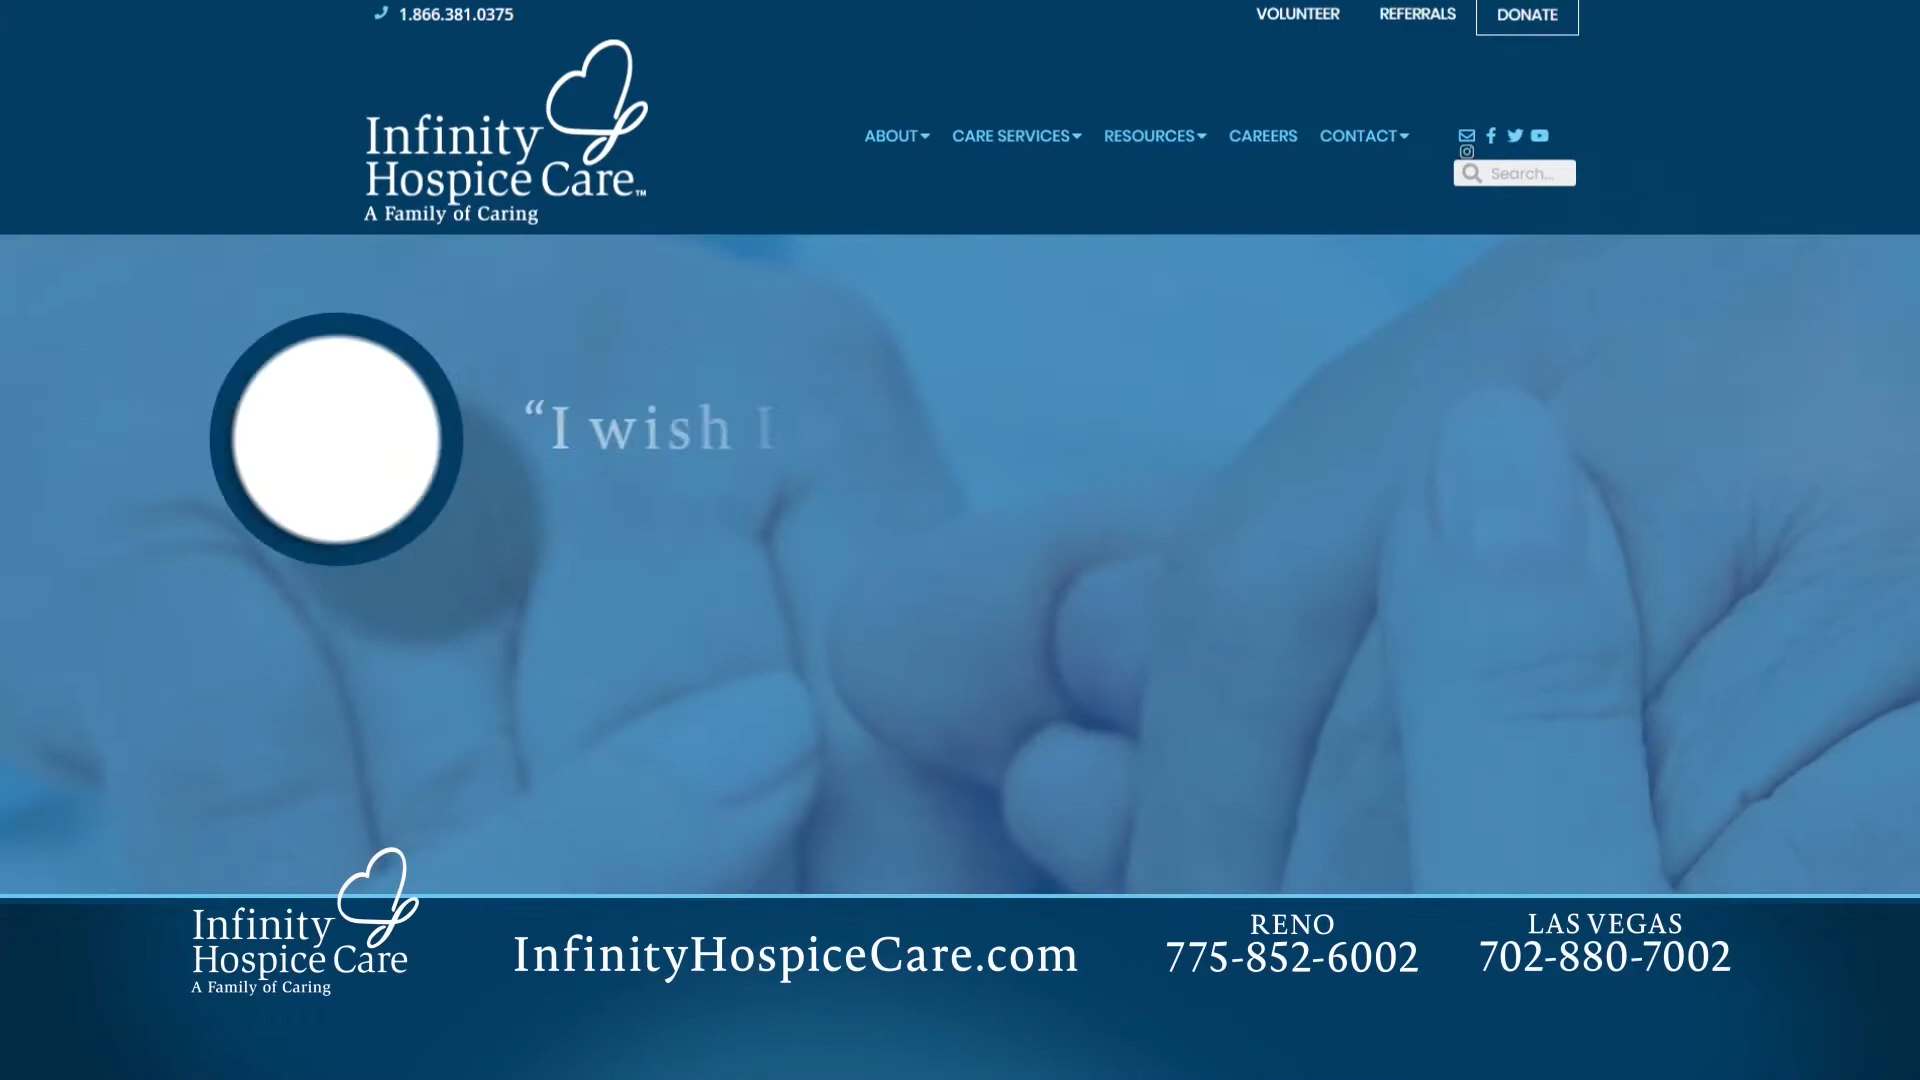 1.866.381.0375
VOLUNTEER REFERRALS DONATE
Infinity
Hospice Care™
A Family of Caring
ABOUT CARE SERVICES RESOURCES CAREERS CONTACT
Search...
“I wish I
Infinity
Hospice Care
A Family of Caring
InfinityHospiceCare.com
RENO
775-852-6002
LAS VEGAS
702-880-7002